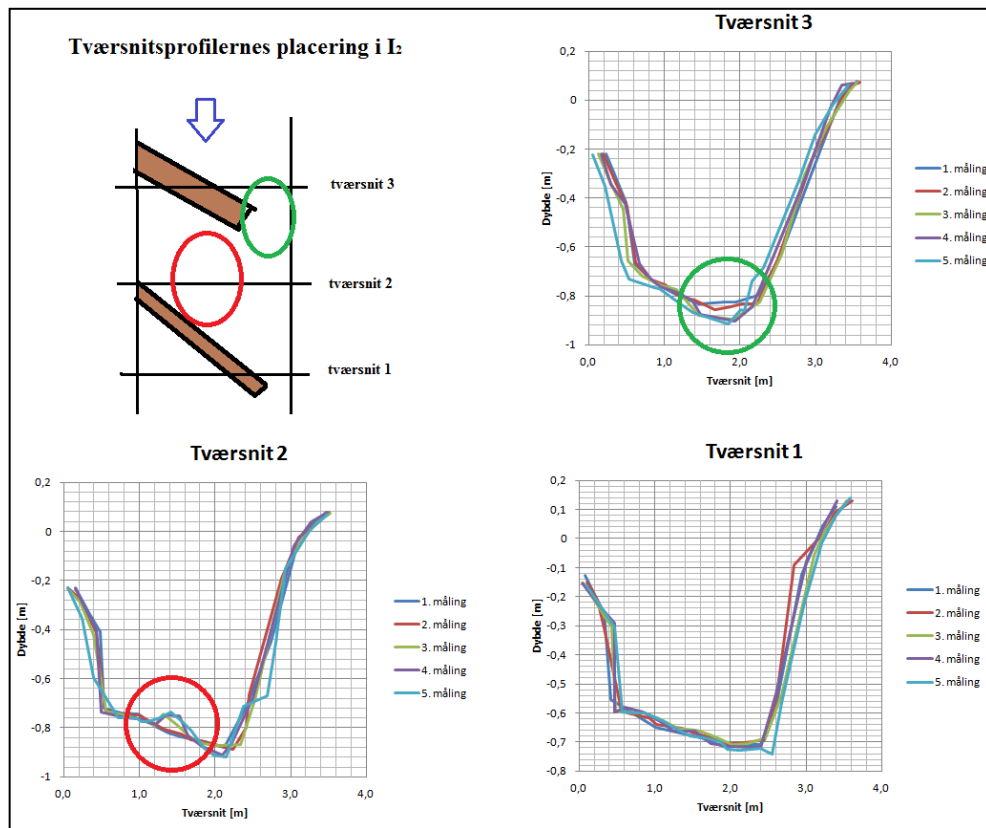 Tværsnitsprofilernes placering i I₂
tværsnit 3
tværsnit 2
tværsnit 1
Tværsnit 3
0,2
0
-0,2
-0,4
-0,6
-0,8
-1
Dybde [m]
0,0 1,0 2,0 3,0 4,0
Tværsnit [m]
1. måling
2. måling
3. måling
4. måling
5. måling
Tværsnit 2
0,2
0
-0,2
-0,4
-0,6
-0,8
-1
Dybde [m]
0,0 1,0 2,0 3,0 4,0
Tværsnit [m]
1. måling
2. måling
3. måling
4. måling
5. måling
Tværsnit 1
0,2
0,1
0
-0,1
-0,2
-0,3
-0,4
-0,5
-0,6
-0,7
-0,8
Dybde [m]
0,0 1,0 2,0 3,0 4,0
Tværsnit [m]
1. måling
2. måling
3. måling
4. måling
5. måling